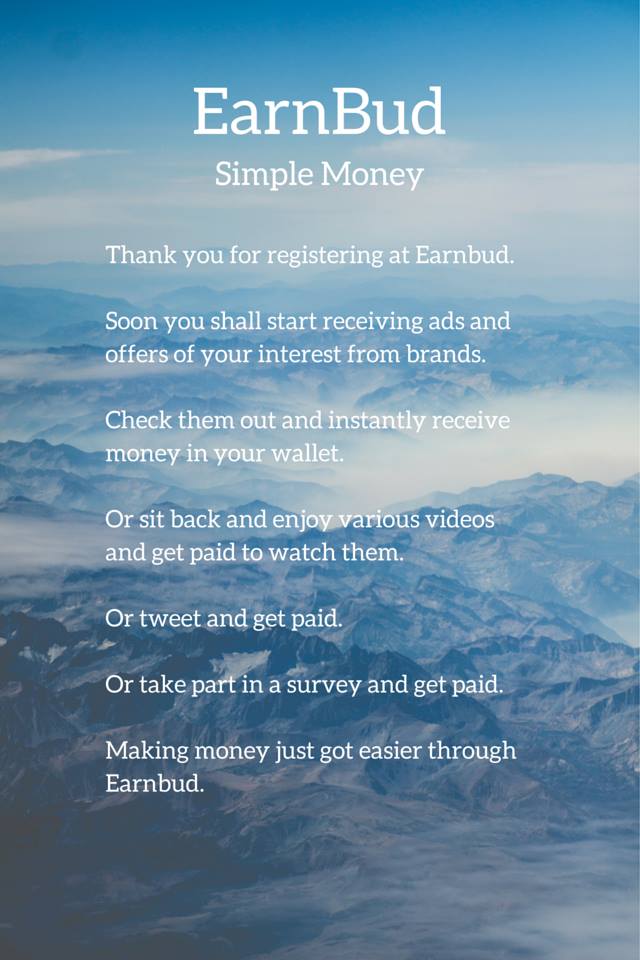 EarnBud
Simple Money
Thank you for registering at Earnbud.
Soon you shall start receiving ads and
offers of your interest from brands.
Check them out and instantly receive
money in your wallet.
Or sit back and enjoy various videos
and get paid to watch them.
Or tweet and get paid.
Or take part in a survey and get paid.
Making money just got easier through
Earnbud.